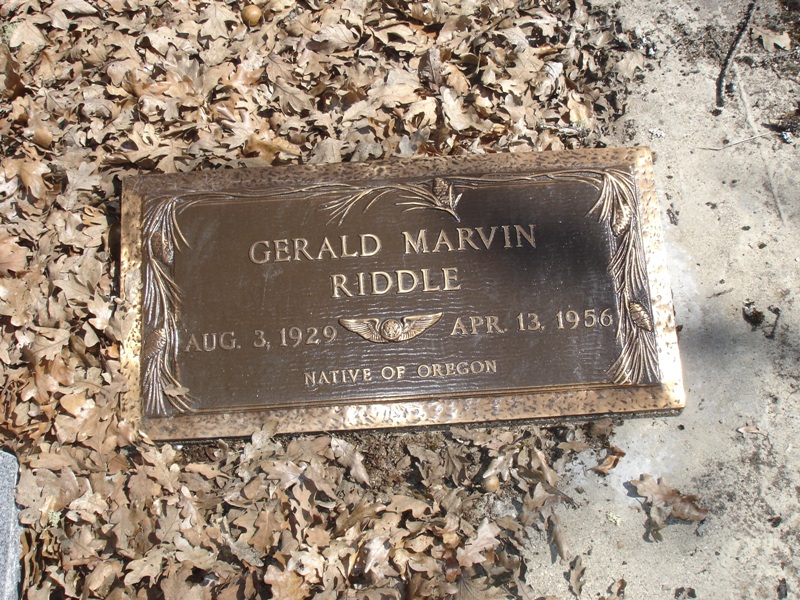 GERALD MARVIN
RIDDLE
AUG. 3, 1929 APR. 13, 1956
NATIVE OF OREGON